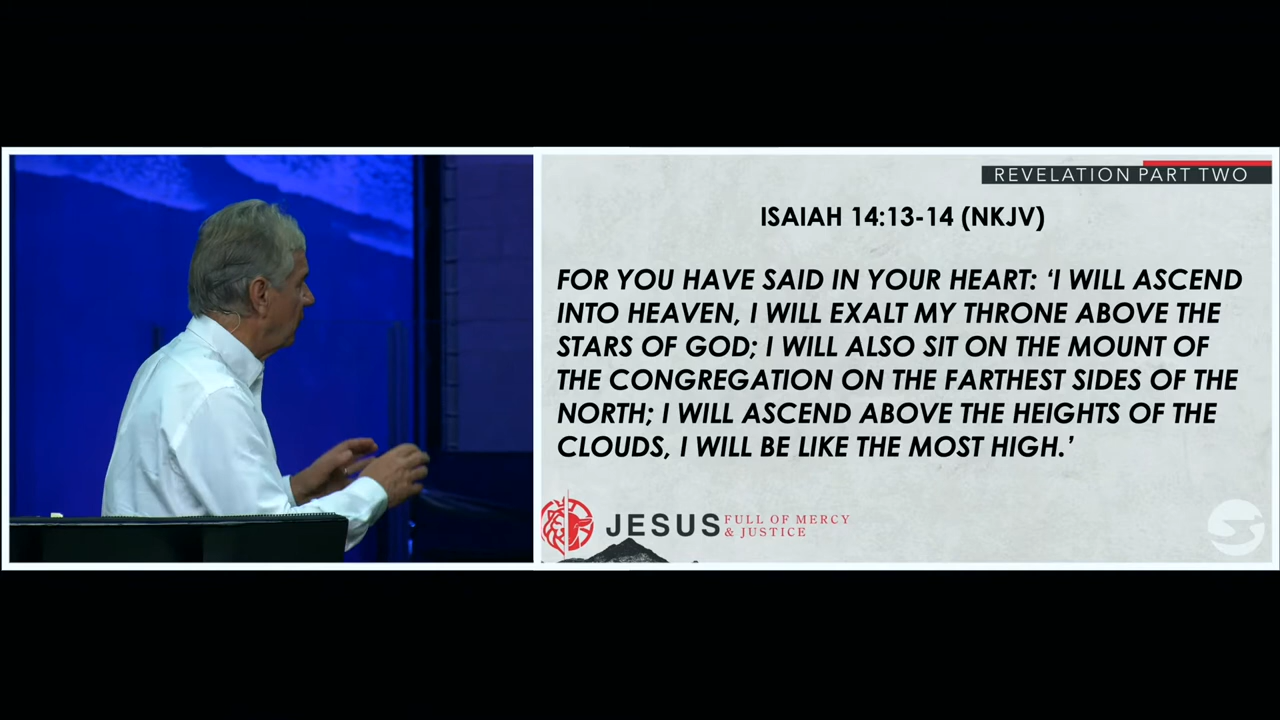 REVELATION PART TWO
ISAIAH 14:13-14 (NKJV)
FOR YOU HAVE SAID IN YOUR HEART: ‘I WILL ASCEND
INTO HEAVEN, I WILL EXALT MY THRONE ABOVE THE
STARS OF GOD; I WILL ALSO SIT ON THE MOUNT OF
THE CONGREGATION ON THE FARTHEST SIDES OF THE
NORTH; I WILL ASCEND ABOVE THE HEIGHTS OF THE
CLOUDS, I WILL BE LIKE THE MOST HIGH.’
JESUS FULL OF MERCY
& JUSTICE